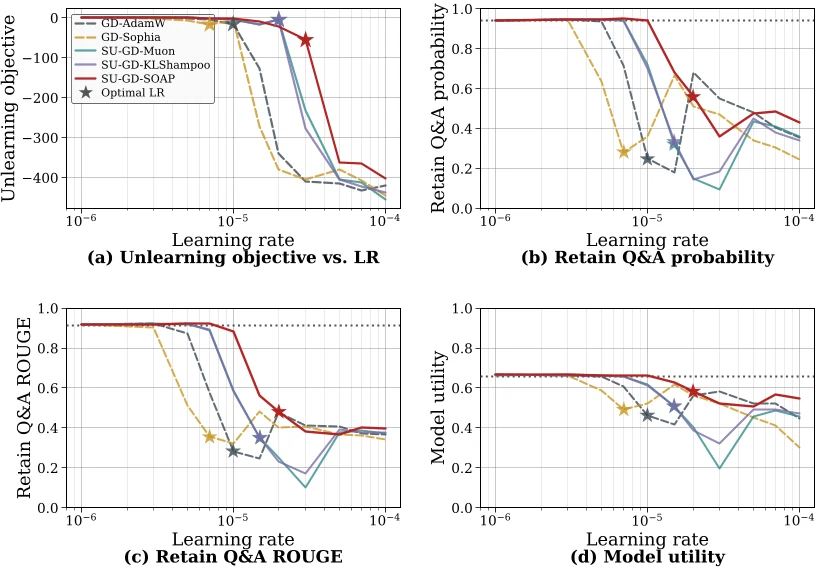 Unlearning objective
0
−100
−200
−300
−400
GD-AdamW
GD-Sophia
SU-GD-Muon
SU-GD-KLShampoo
SU-GD-SOAP
Optimal LR
10−6
10−5
10−4
Learning rate
(a) Unlearning objective vs. LR
Retain Q&A probability
1.0
0.8
0.6
0.4
0.2
0.0
10−6
10−5
10−4
Learning rate
(b) Retain Q&A probability
Retain Q&A ROUGE
1.0
0.8
0.6
0.4
0.2
0.0
10−6
10−5
10−4
Learning rate
(c) Retain Q&A ROUGE
Model utility
1.0
0.8
0.6
0.4
0.2
0.0
10−6
10−5
10−4
Learning rate
(d) Model utility